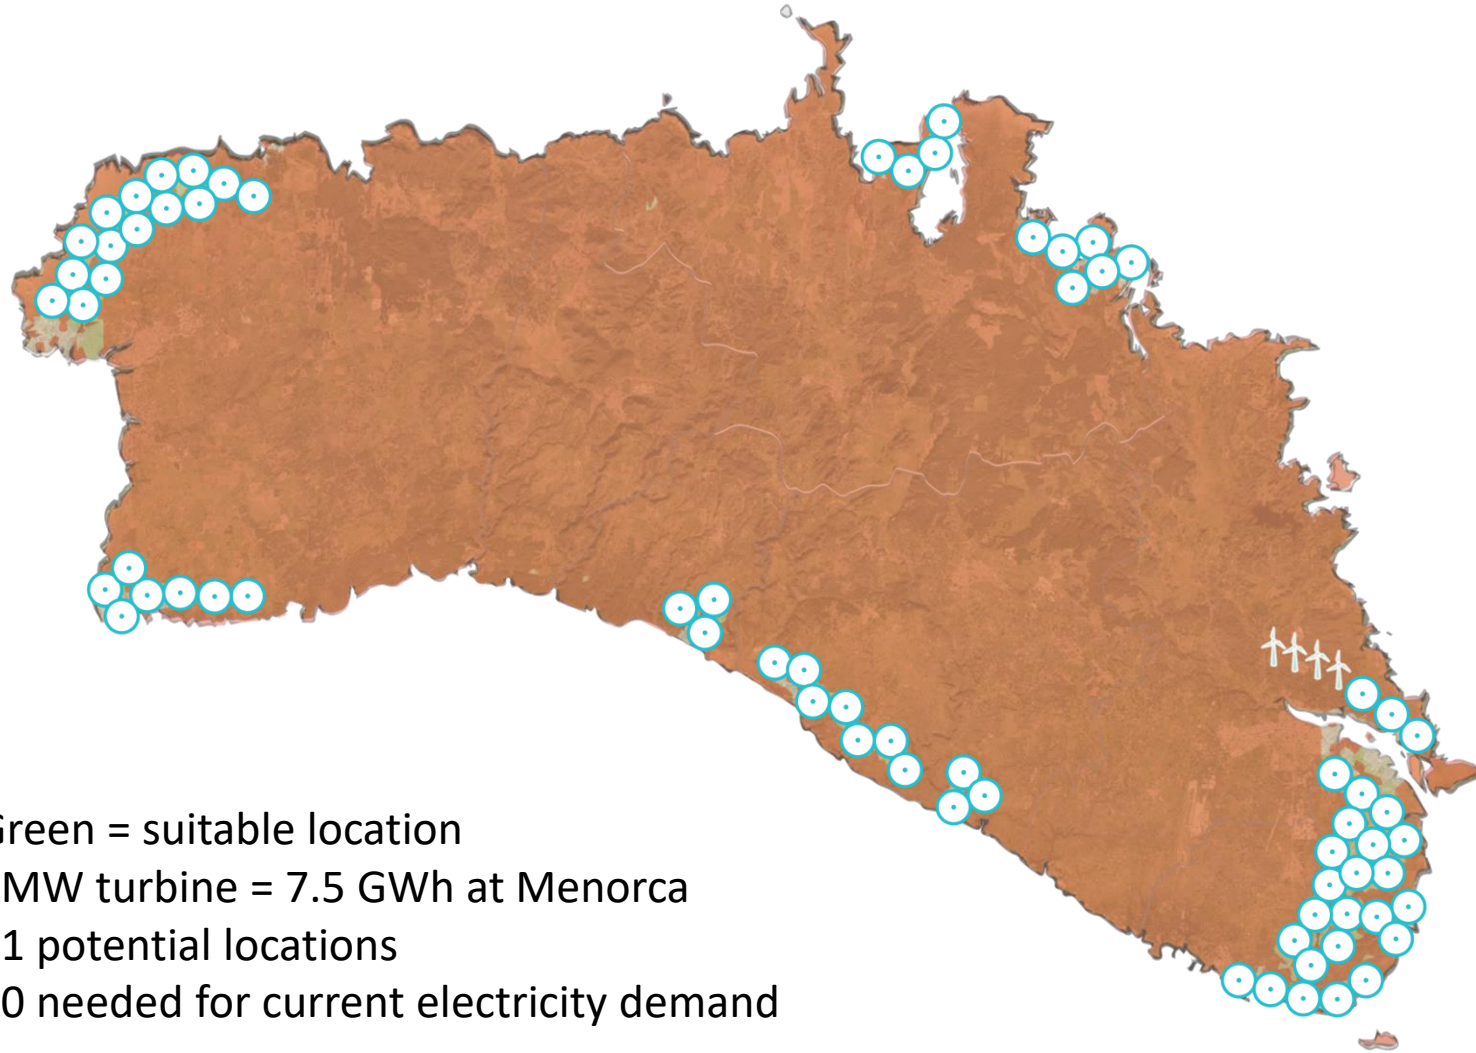 reen = suitable location
MW turbine = 7.5 GWh at Menorca
1 potential locations
0 needed for current electricity demand